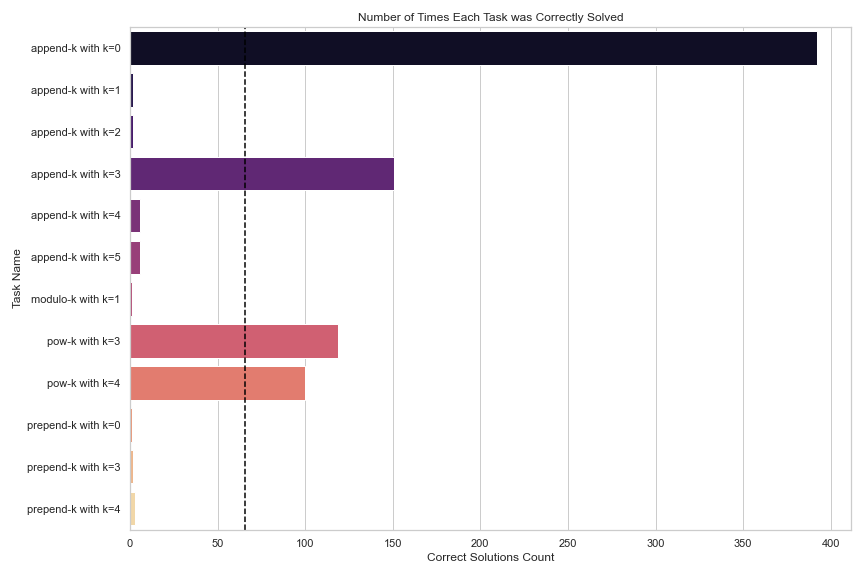 Number of Times Each Task was Correctly Solved
append-k with k=0
append-k with k=1
append-k with k=2
append-k with k=3
append-k with k=4
append-k with k=5
modulo-k with k=1
pow-k with k=3
pow-k with k=4
prepend-k with k=0
prepend-k with k=3
prepend-k with k=4
Task Name
0 50 100 150 200 250 300 350 400
Correct Solutions Count